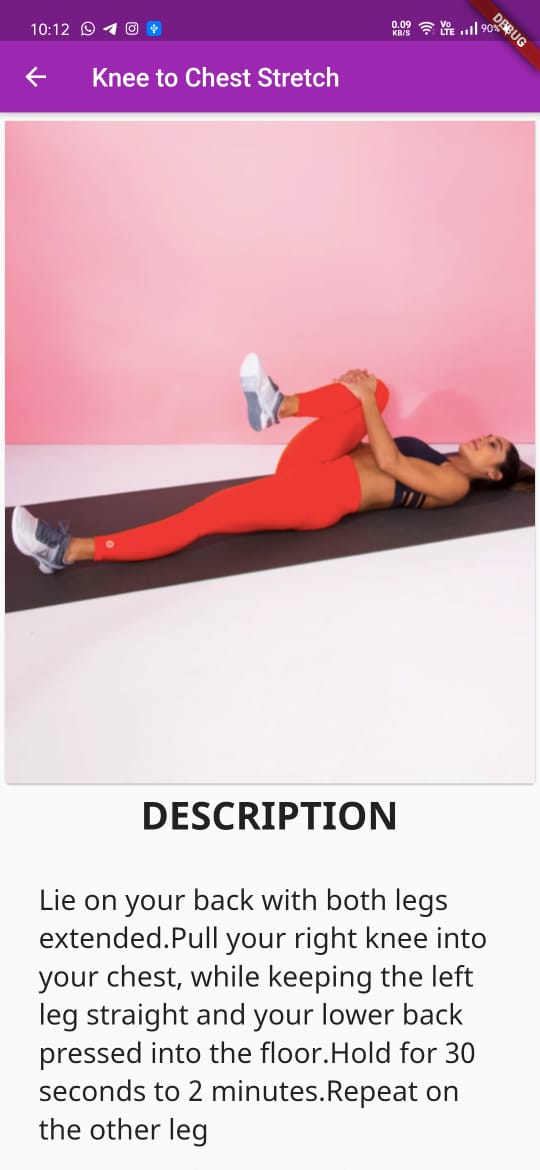 10:12
0.09 KB/S
Vo LTE
90%
DEBUG
Knee to Chest Stretch
DESCRIPTION
Lie on your back with both legs
extended.Pull your right knee into
your chest, while keeping the left
leg straight and your lower back
pressed into the floor.Hold for 30
seconds to 2 minutes.Repeat on
the other leg